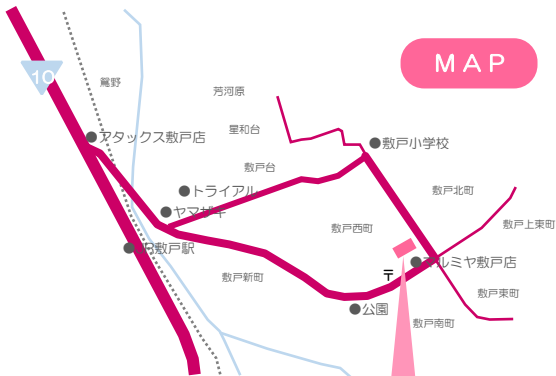 MAP
10
鴛野
芳河原
星和台
アタックス敷戸店
敷戸小学校
敷戸台
トライアル
敷戸北町
ヤマザキ
敷戸上東町
敷戸西町
JR敷戸駅
マルミヤ敷戸店
敷戸新町
〒
敷戸東町
公園
敷戸南町